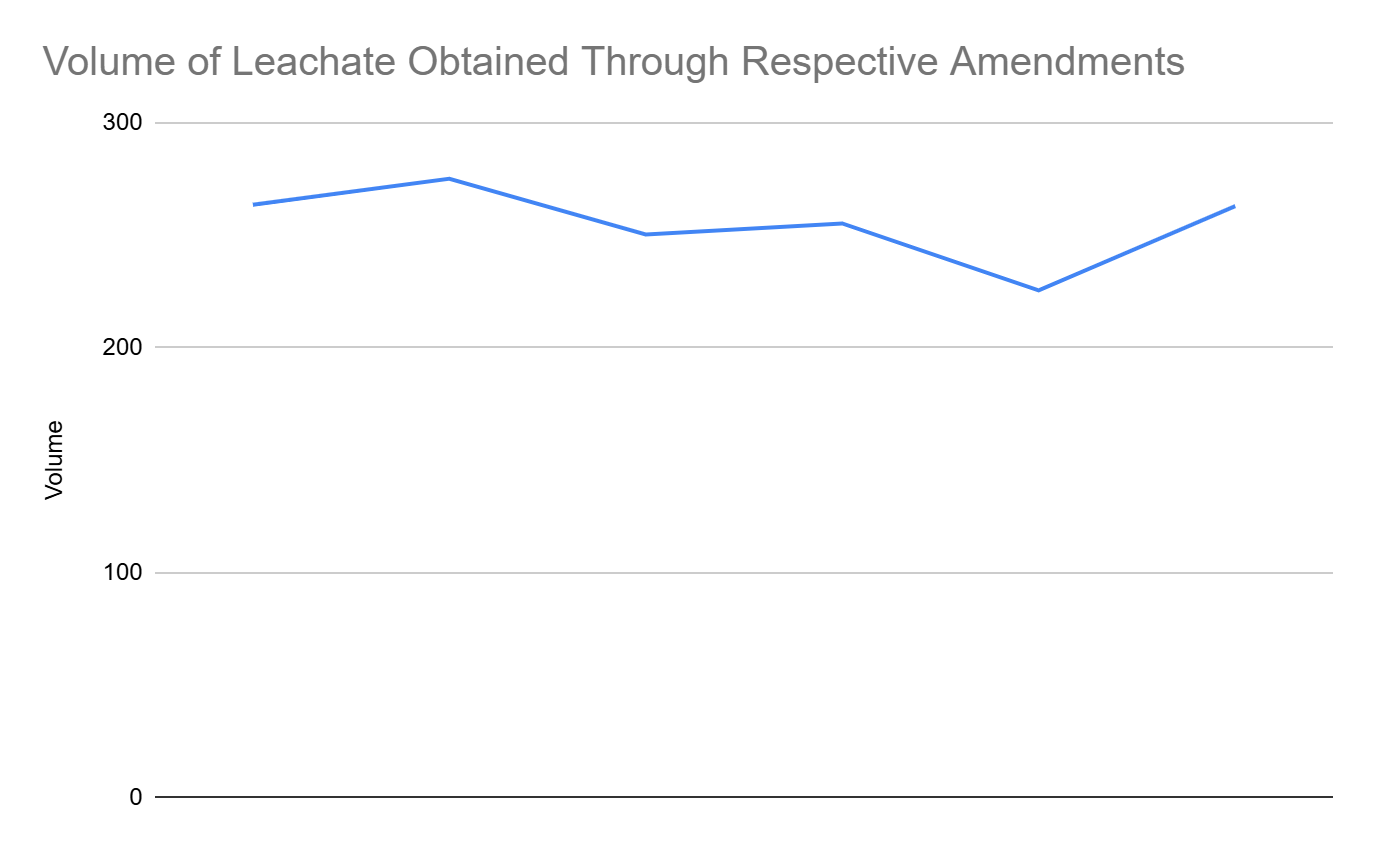 Volume of Leachate Obtained Through Respective Amendments
300
200
100
0
Volume